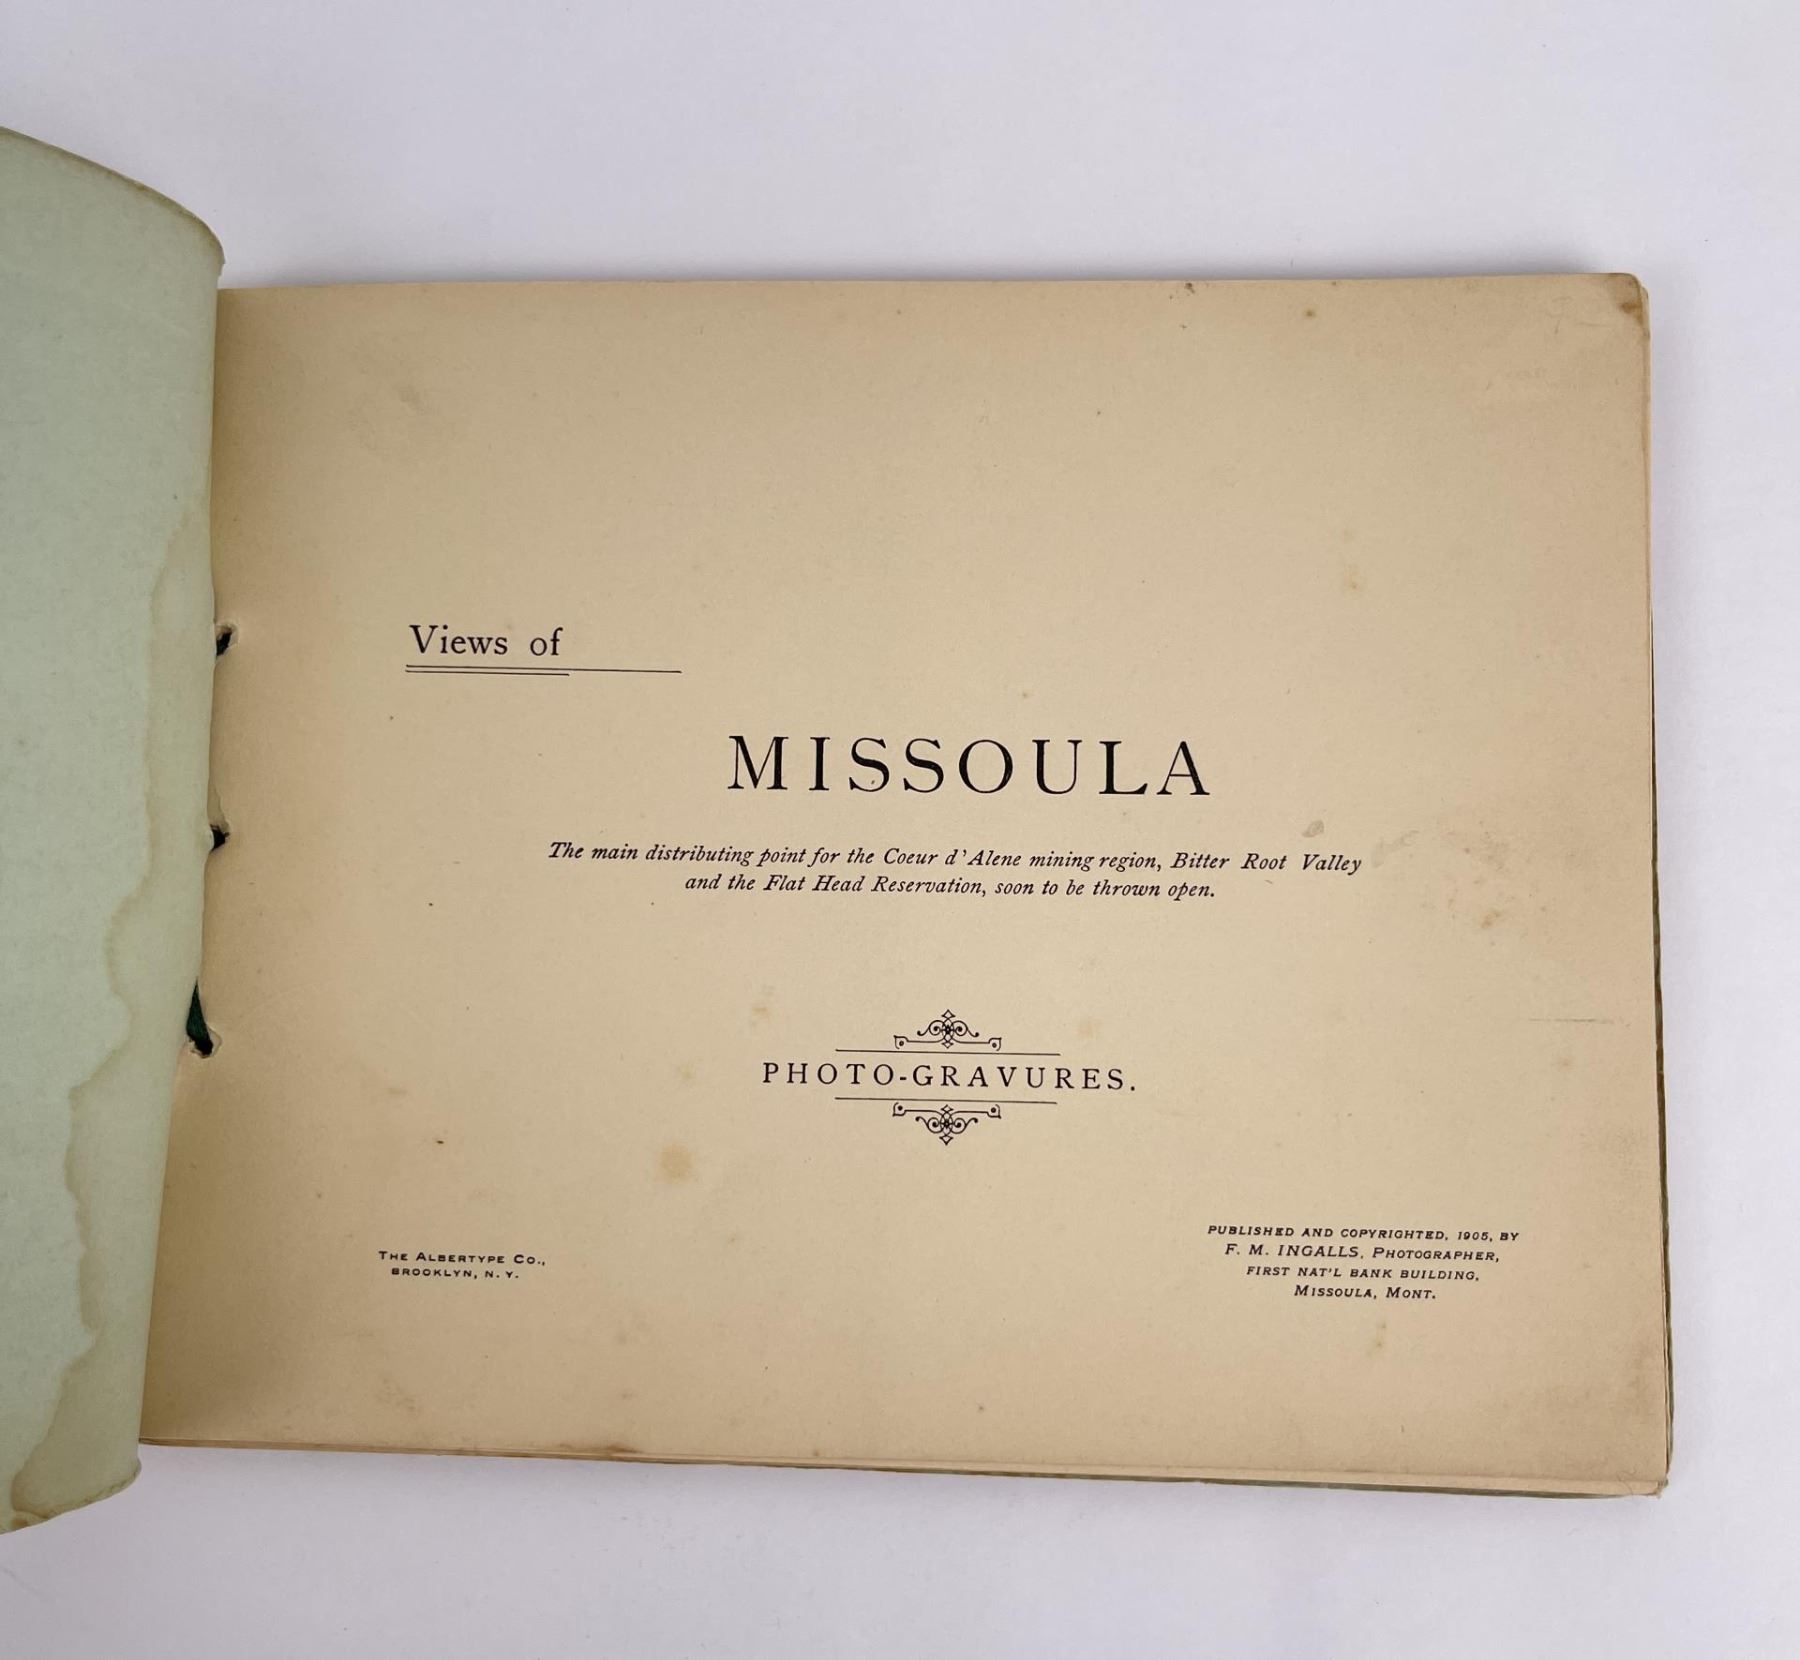 Views of
MISSOULA
The main distributing point for the Coeur d'Alene mining region, Bitter Root Valley
and the Flat Head Reservation, soon to be thrown open.
PHOTO-GRAVURES.
THE ALBERTYPE CO.,
BROOKLYN, N. Y.
PUBLISHED AND COPYRIGHTED, 1905, BY
F. M. INGALLS, PHOTOGRAPHER,
FIRST NAT'L BANK BUILDING,
MISSOULA, MONT.